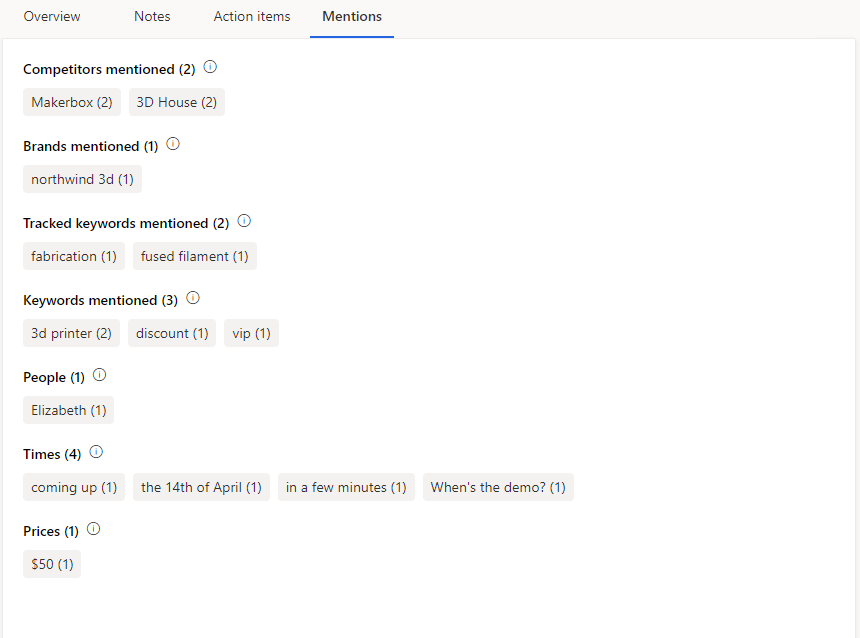 Overview Notes Action items Mentions
Competitors mentioned (2)
Makerbox (2) 3D House (2)
Brands mentioned (1)
northwind 3d (1)
Tracked keywords mentioned (2)
fabrication (1) fused filament (1)
Keywords mentioned (3)
3d printer (2) discount (1) vip (1)
People (1)
Elizabeth (1)
Times (4)
coming up (1) the 14th of April (1) in a few minutes (1) When's the demo? (1)
Prices (1)
$50 (1)